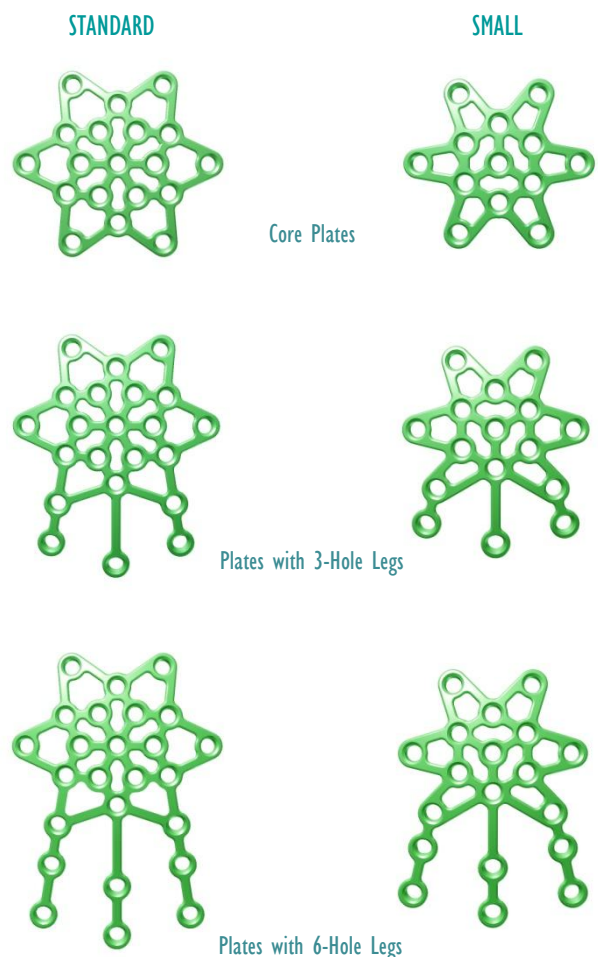 STANDARD
SMALL
Core Plates
Plates with 3-Hole Legs
Plates with 6-Hole Legs